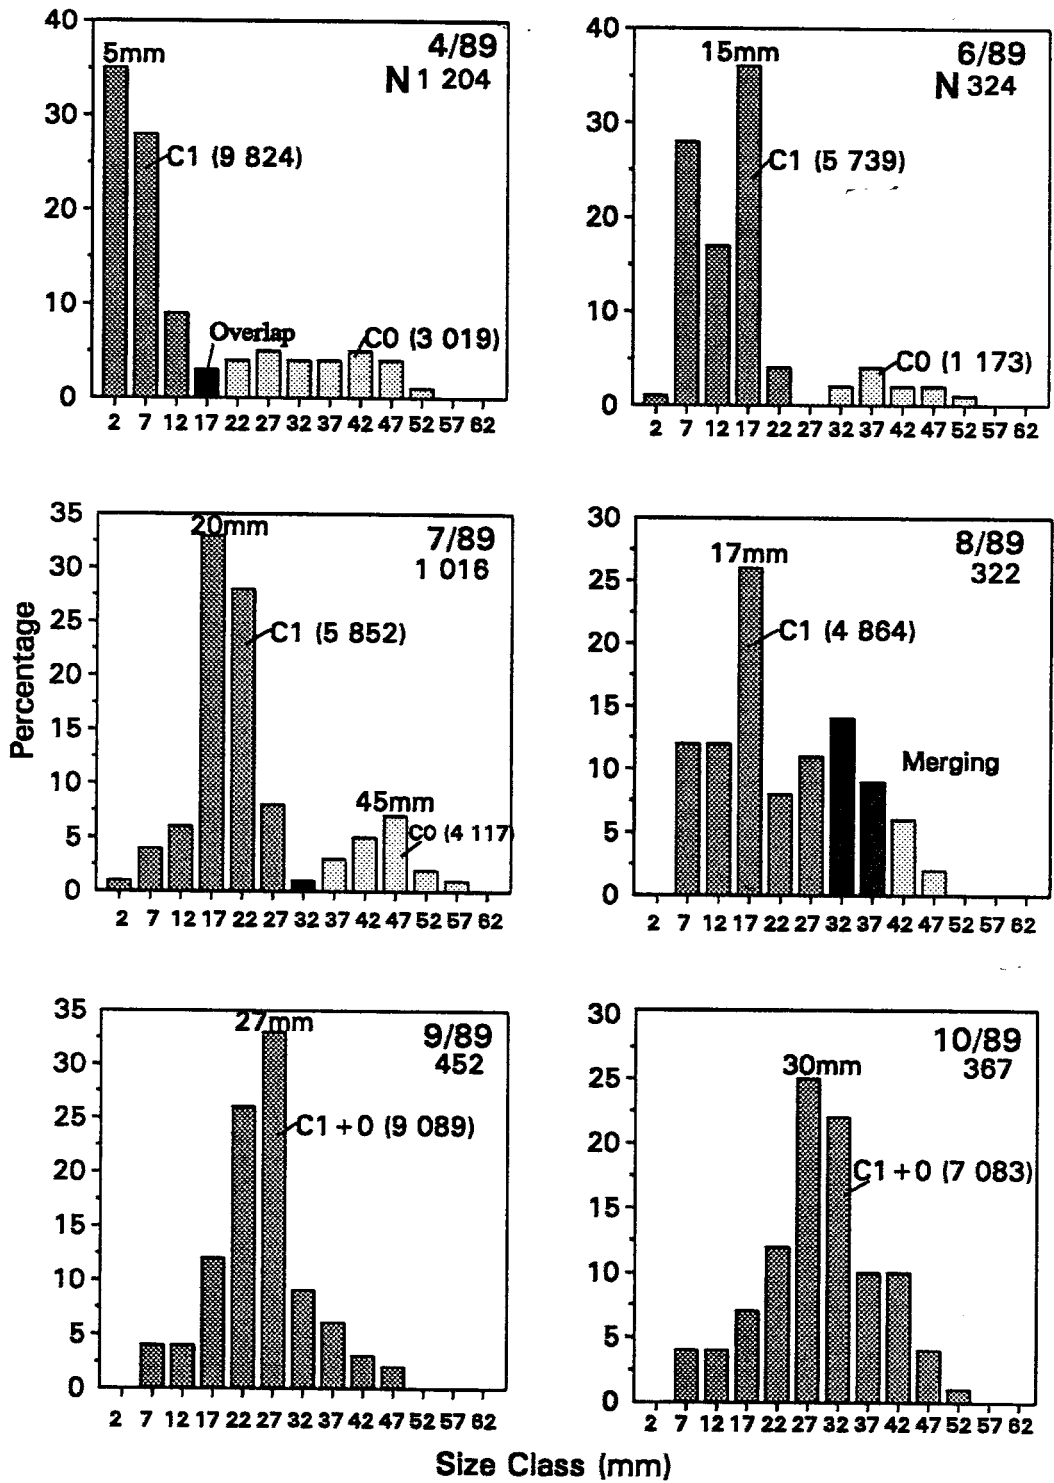 40
30
20
10
0
5mm
4/89
N 1 204
C1 (9 824)
Overlap
C0 (3 019)
2 7 12 17 22 27 32 37 42 47 52 57 62
40
30
20
10
0
15mm
6/89
N 324
C1 (5 739)
C0 (1 173)
2 7 12 17 22 27 32 37 42 47 52 57 62
Percentage
35
30
25
20
15
10
5
0
20mm
7/89
1 016
C1 (5 852)
45mm
C0 (4 117)
2 7 12 17 22 27 32 37 42 47 52 57 62
30
25
20
15
10
5
0
17mm
8/89
322
C1 (4 864)
Merging
2 7 12 17 22 27 32 37 42 47 52 57 62
35
30
25
20
15
10
5
0
27mm
9/89
452
C1+0 (9 089)
2 7 12 17 22 27 32 37 42 47 52 57 62
30
25
20
15
10
5
0
30mm
10/89
367
C1+0 (7 083)
2 7 12 17 22 27 32 37 42 47 52 57 62
Size Class (mm)